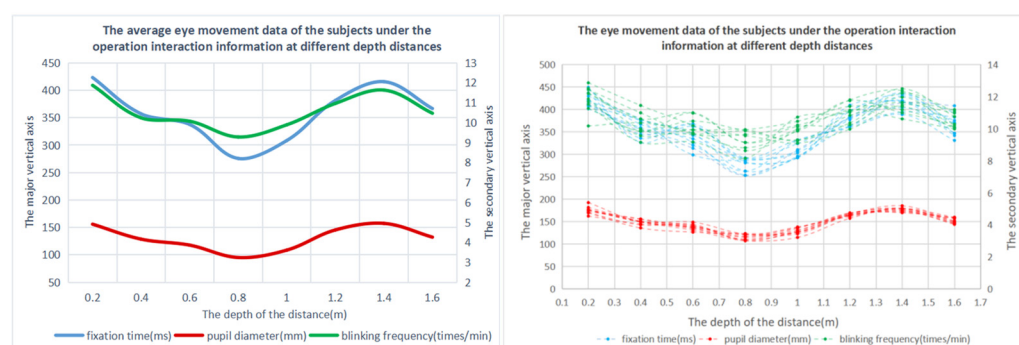 The average eye movement data of the subjects under the
operation interaction information at different depth distances
The major vertical axis
450
400
350
300
250
200
150
100
50
13
12
11
10
9
8
7
6
5
4
3
2
The secondary vertical axis
0.2 0.4 0.6 0.8 1 1.2 1.4 1.6
The depth of the distance(m)
fixation time(ms) pupil diameter(mm) blinking frequency(times/min)
The eye movement data of the subjects under the operation interaction
information at different depth distances
The major vertical axis
500
450
400
350
300
250
200
150
100
50
0
14
12
10
8
6
4
2
0
The secondary vertical axis
0.1 0.2 0.3 0.4 0.5 0.6 0.7 0.8 0.9 1 1.1 1.2 1.3 1.4 1.5 1.6 1.7
The depth of the distance(m)
fixation time(ms) pupil diameter(mm) blinking frequency(times/min)